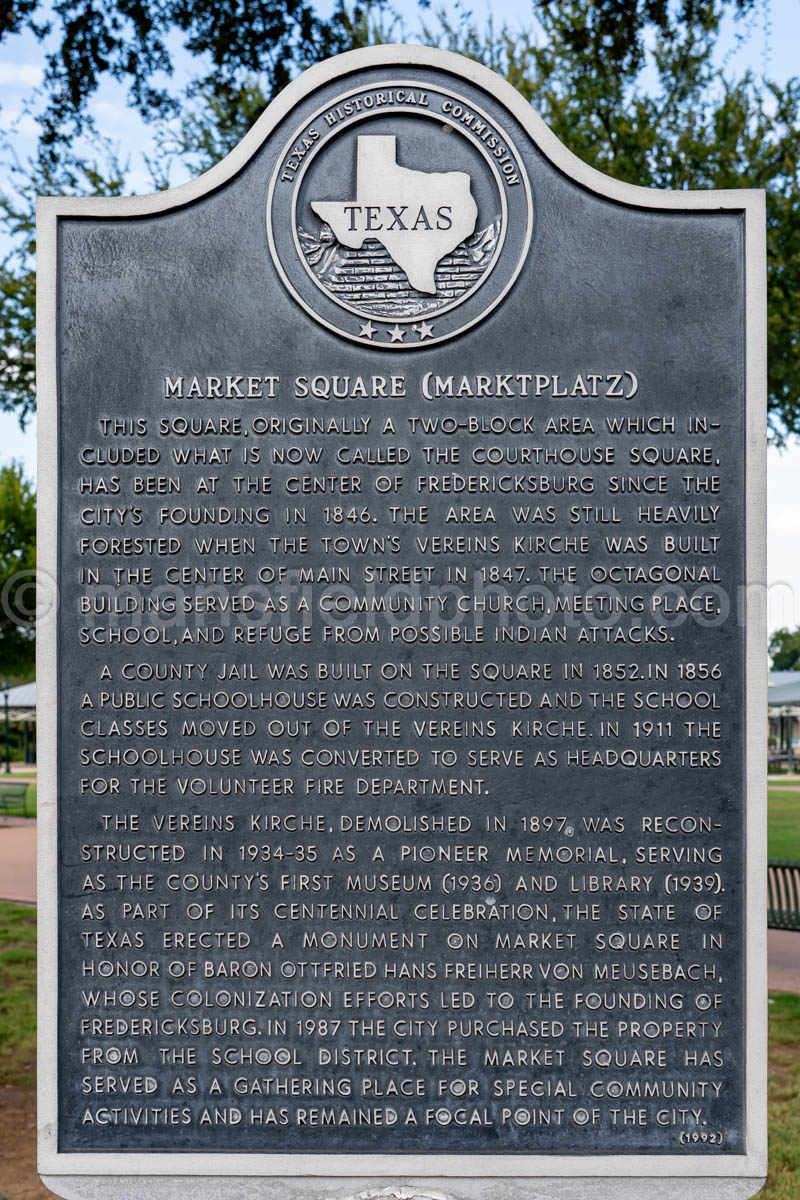 TEXAS HISTORICAL COMMISSION
TEXAS
MARKET SQUARE (MARKTPLATZ)
THIS SQUARE, ORIGINALLY A TWO-BLOCK AREA WHICH IN-
CLUDED WHAT IS NOW CALLED THE COURTHOUSE SQUARE,
HAS BEEN AT THE CENTER OF FREDERICKSBURG SINCE THE
CITY'S FOUNDING IN 1846. THE AREA WAS STILL HEAVILY
FORESTED WHEN THE TOWN'S VEREINS KIRCHE WAS BUILT
IN THE CENTER OF MAIN STREET IN 1847. THE OCTAGONAL
BUILDING SERVED AS A COMMUNITY CHURCH, MEETING PLACE,
SCHOOL, AND REFUGE FROM POSSIBLE INDIAN ATTACKS.
© mansfieldphoto.com
A COUNTY JAIL WAS BUILT ON THE SQUARE IN 1852. IN 1856
A PUBLIC SCHOOLHOUSE WAS CONSTRUCTED AND THE SCHOOL
CLASSES MOVED OUT OF THE VEREINS KIRCHE. IN 1911 THE
SCHOOLHOUSE WAS CONVERTED TO SERVE AS HEADQUARTERS
FOR THE VOLUNTEER FIRE DEPARTMENT.
THE VEREINS KIRCHE, DEMOLISHED IN 1897, WAS RECON-
STRUCTED IN 1934-35 AS A PIONEER MEMORIAL, SERVING
AS THE COUNTY'S FIRST MUSEUM (1936) AND LIBRARY (1939).
AS PART OF ITS CENTENNIAL CELEBRATION, THE STATE OF
TEXAS ERECTED A MONUMENT ON MARKET SQUARE IN
HONOR OF BARON OTTFRIED HANS FREIHERR VON MEUSEBACH,
WHOSE COLONIZATION EFFORTS LED TO THE FOUNDING OF
FREDERICKSBURG. IN 1987 THE CITY PURCHASED THE PROPERTY
FROM THE SCHOOL DISTRICT. THE MARKET SQUARE HAS
SERVED AS A GATHERING PLACE FOR SPECIAL COMMUNITY
ACTIVITIES AND HAS REMAINED A FOCAL POINT OF THE CITY.
(1992)